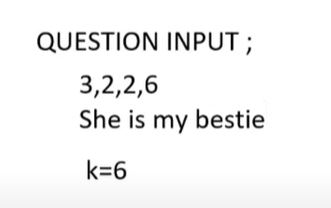 QUESTION INPUT ;
3,2,2,6
She is my bestie
k=6